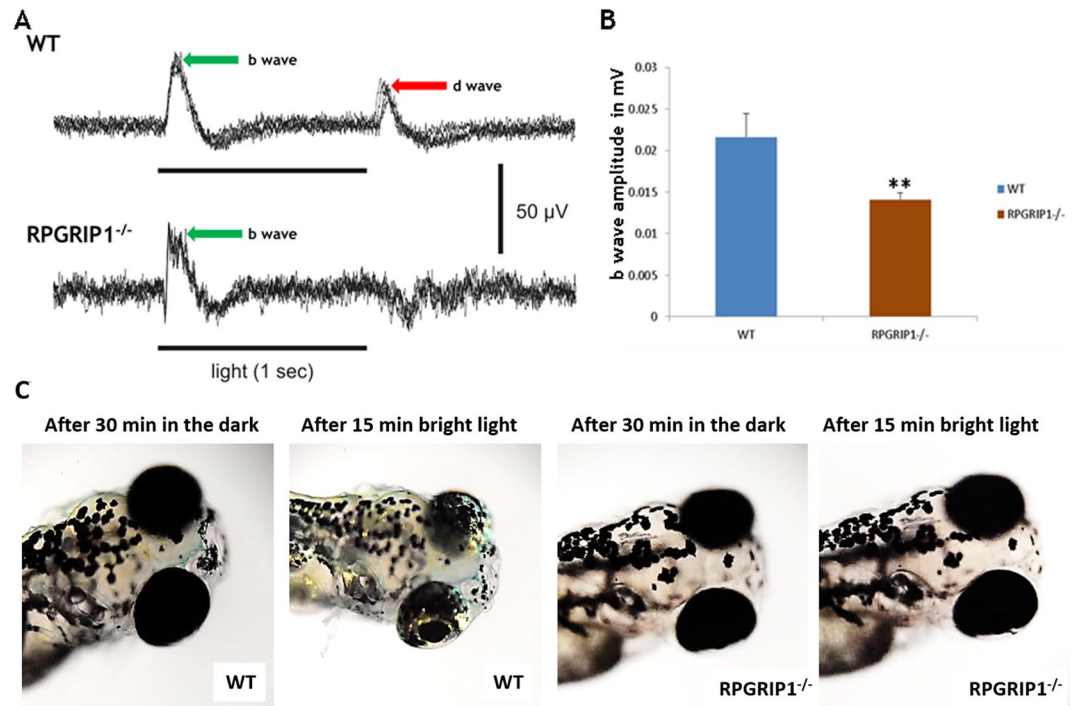 A
WT
b wave
d wave
50 µV
RPGRIP1-/-
b wave
light (1 sec)
B
b wave amplitude in mV
0.03
0.025
0.02
0.015
0.01
0.005
0
**
WT
RPGRIP1-/-
WT
RPGRIP1-/-
C
After 30 min in the dark
After 15 min bright light
After 30 min in the dark
After 15 min bright light
WT
WT
RPGRIP1-/-
RPGRIP1-/-